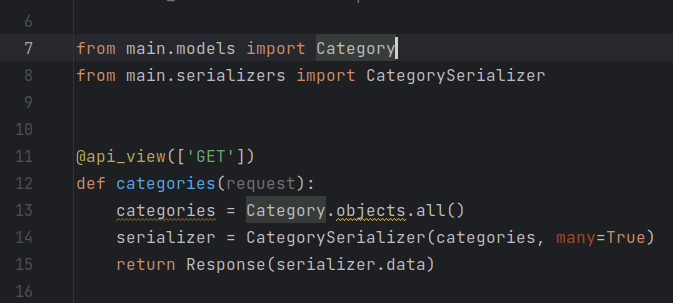 6
7 from main.models import Category
8 from main.serializers import CategorySerializer
9
10
11 @api_view(['GET'])
12 def categories(request):
13     categories = Category.objects.all()
14     serializer = CategorySerializer(categories, many=True)
15     return Response(serializer.data)
16